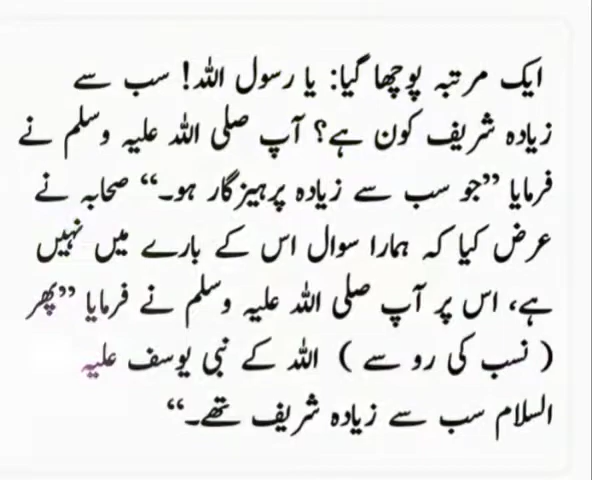 ایک مرتبہ پوچھا گیا: یا رسول اللہ! سب سے
زیادہ شریف کون ہے؟ آپ صلی اللہ علیہ وسلم نے
فرمایا ”جو سب سے زیادہ پرہیزگار ہو۔“ صحابہ نے
عرض کیا کہ ہمارا سوال اس کے بارے میں نہیں
ہے، اس پر آپ صلی اللہ علیہ وسلم نے فرمایا ”پھر
( نسب کی رو سے ) اللہ کے نبی یوسف علیہ
السلام سب سے زیادہ شریف تھے۔“